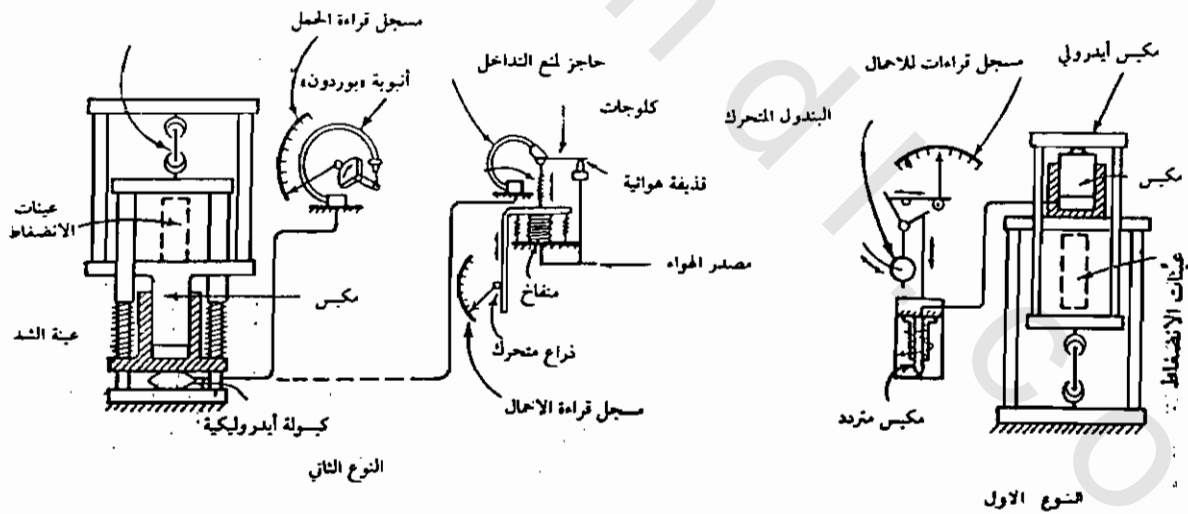 مسجل قراءة الحمل
أنبوبة «بوردون»
حاجز لمنع التداخل
كلوجات
قذيفة هوائية
مصدر الهواء
منفاخ
ذراع متحرك
مسجل قراءة الاحمال
عينات
الانضغاط
مكبس
عينة الشد
كبسولة أيدروليكية
النوع الثاني
مكبس أيدرولي
مسجل قراءات للاحمال
البندول المتحرك
مكبس
عينات الانضغاط
مكبس متردد
النوع الاول